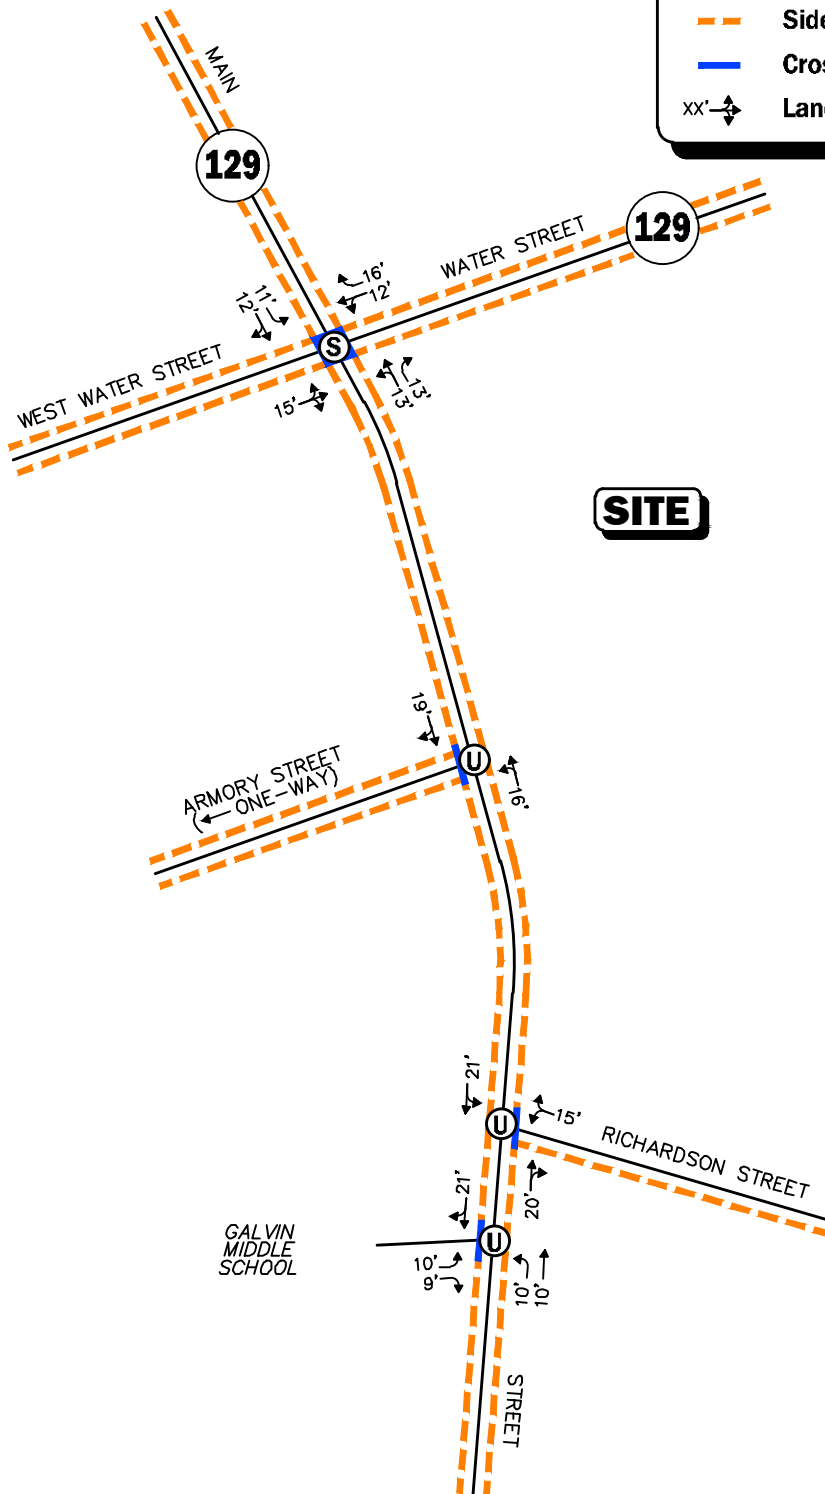 Side
Cros
XX'
Lan
MAIN
129
129
WATER STREET
16'
12'
11'
12'
S
WEST WATER STREET
13'
13'
15'
SITE
19'
U
ARMORY STREET
(← ONE-WAY)
16'
21'
U
15'
RICHARDSON STREET
21'
20'
GALVIN
MIDDLE
SCHOOL
U
10'
9'
10'
10'
STREET